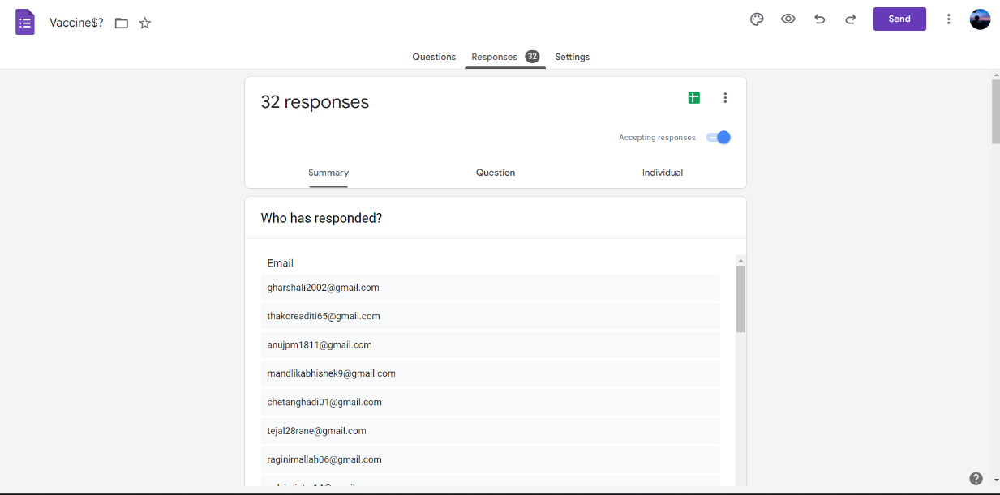 Vaccine$?
Send
Questions Responses 32 Settings
32 responses
Accepting responses
Summary Question Individual
Who has responded?
Email
gharshali2002@gmail.com
thakoreaditi65@gmail.com
anujpm1811@gmail.com
mandlikabhishek9@gmail.com
chetanghadi01@gmail.com
tejal28rane@gmail.com
raginimallah06@gmail.com